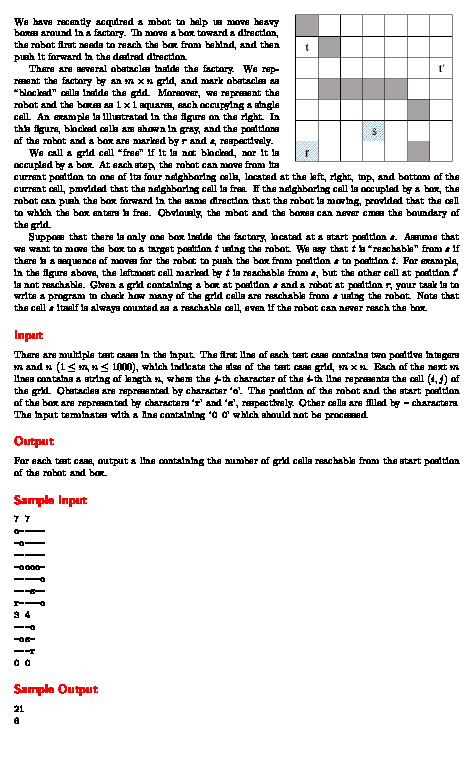 We have recently acquired a robot to help us move heavy
boxes around in a factory. To move a box toward a direction,
the robot first needs to reach the box from behind, and then
push it forward in the desired direction.
There are several obstacles inside the factory. We rep-
resent the factory by an m × n grid, and mark obstacles as
"blocked" cells inside the grid. Moreover, we represent the
robot and the boxes as 1 × 1 squares, each occupying a single
cell. An example is illustrated in the figure on the right. In
this figure, blocked cells are shown in gray, and the positions
of the robot and a box are marked by r and s, respectively.
We call a grid cell "free" if it is not blocked, nor it is
occupied by a box. At each step, the robot can move from its
t
t'
s
r
current position to one of its four neighboring cells, located at the left, right, top, and bottom of the
current cell, provided that the neighboring cell is free. If the neighboring cell is occupied by a box, the
robot can push the box forward in the same direction that the robot is moving, provided that the cell
to which the box enters is free. Obviously, the robot and the boxes can never cross the boundary of
the grid.
Suppose that there is only one box inside the factory, located at a start position s. Assume that
we want to move the box to a target position t using the robot. We say that t is "reachable" from s if
there is a sequence of moves for the robot to push the box from position s to position t. For example,
in the figure above, the leftmost cell marked by t is reachable from s, but the other cell at position t'
is not reachable. Given a grid containing a box at position s and a robot at position r, your task is to
write a program to check how many of the grid cells are reachable from s using the robot. Note that
the cell s itself is always counted as a reachable cell, even if the robot can never reach the box.
Input
There are multiple test cases in the input. The first line of each test case contains two positive integers
m and n (1 ≤ m, n ≤ 1000), which indicate the size of the test case grid, m × n. Each of the next m
lines contains a string of length n, where the j-th character of the i-th line represents the cell (i, j) of
the grid. Obstacles are represented by character 'o'. The position of the robot and the start position
of the box are represented by characters 'r' and 's', respectively. Other cells are filled by - characters.
The input terminates with a line containing '0 0' which should not be processed.
Output
For each test case, output a line containing the number of grid cells reachable from the start position
of the robot and box.
Sample Input
7 7
o------
-o-----
-------
-oooo-
-----o
----s--
r----o
3 4
---o
-os-
---r
0 0
Sample Output
21
6